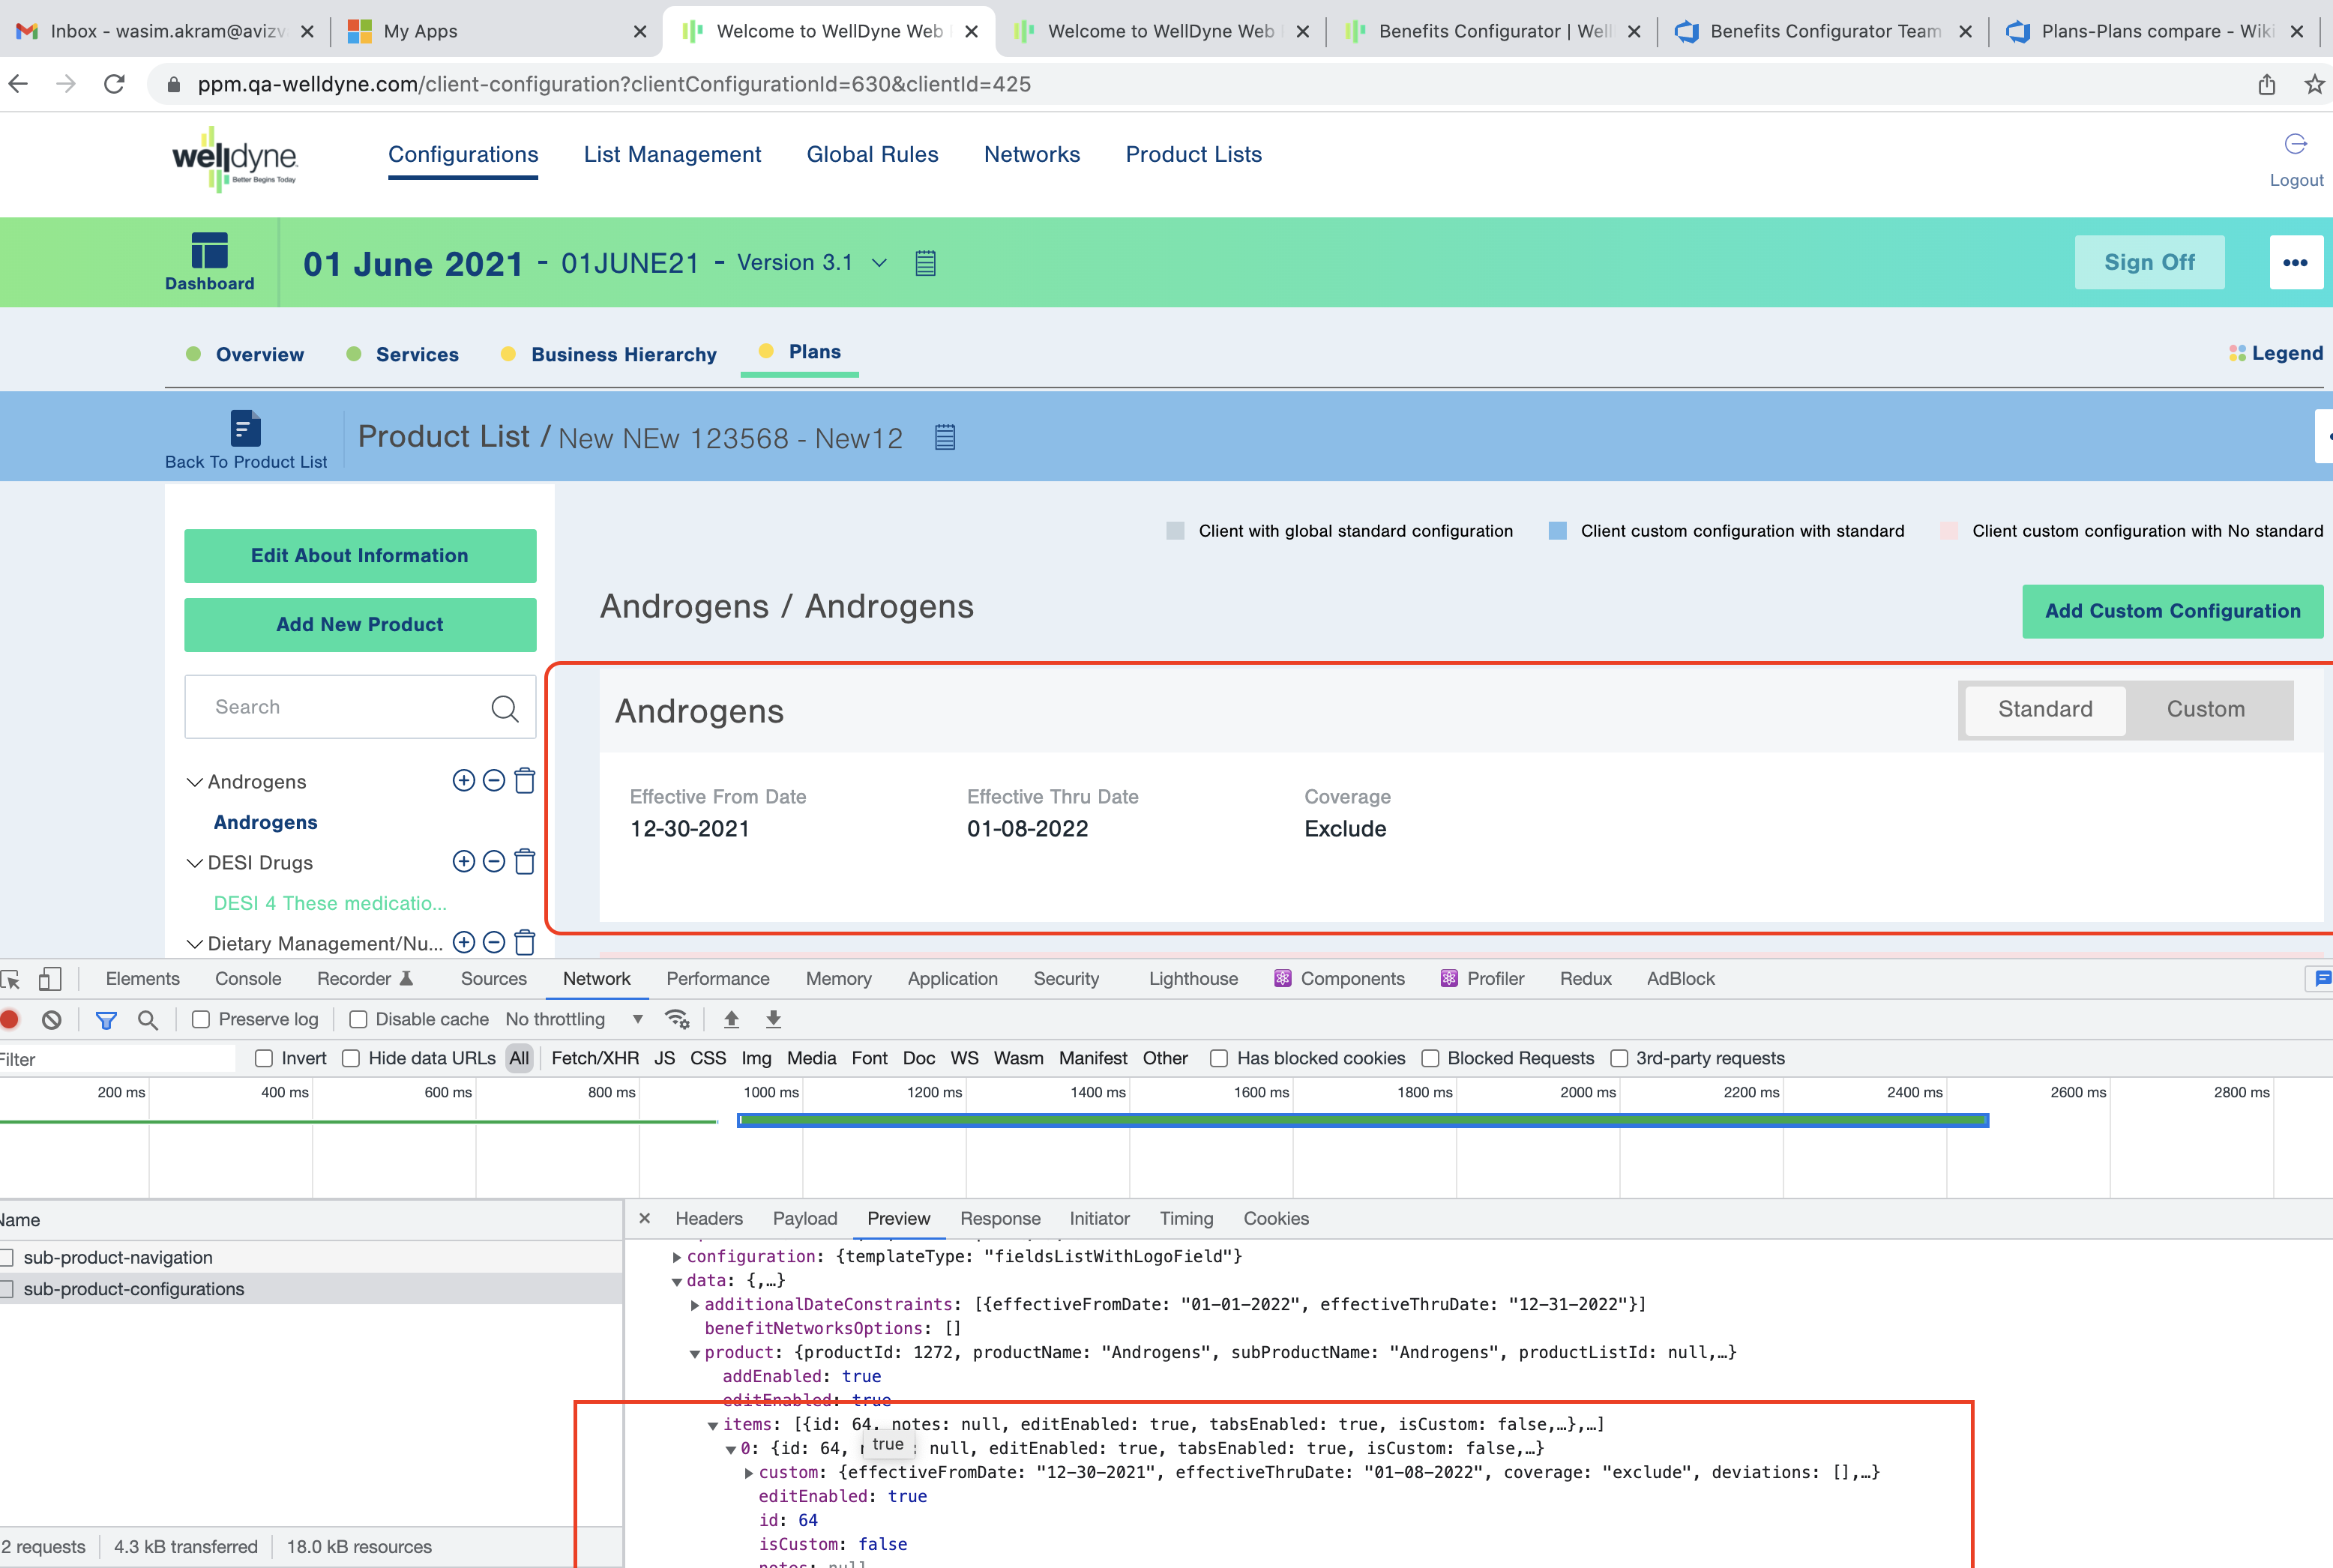 Inbox - wasim.akram@avizv
My Apps
Welcome to WellDyne Web
Welcome to WellDyne Web
Benefits Configurator | Well
Benefits Configurator Team
Plans-Plans compare - Wiki
ppm.qa-welldyne.com/client-configuration?clientConfigurationId=630&clientId=425
welldyne.
Better Begins Today
Configurations
List Management
Global Rules
Networks
Product Lists
Logout
Dashboard
01 June 2021 - 01JUNE21 - Version 3.1
Sign Off
Overview
Services
Business Hierarchy
Plans
Legend
Back To Product List
Product List / New NEw 123568 - New12
Client with global standard configuration
Client custom configuration with standard
Client custom configuration with No standard
Edit About Information
Add New Product
Search
Androgens
Androgens
DESI Drugs
DESI 4 These medicatio...
Dietary Management/Nu...
Androgens / Androgens
Add Custom Configuration
Androgens
Standard
Custom
Effective From Date
Effective Thru Date
Coverage
12-30-2021
01-08-2022
Exclude
Elements
Console
Recorder
Sources
Network
Performance
Memory
Application
Security
Lighthouse
Components
Profiler
Redux
AdBlock
Preserve log
Disable cache
No throttling
Filter
Invert
Hide data URLs
All
Fetch/XHR
JS
CSS
Img
Media
Font
Doc
WS
Wasm
Manifest
Other
Has blocked cookies
Blocked Requests
3rd-party requests
200 ms
400 ms
600 ms
800 ms
1000 ms
1200 ms
1400 ms
1600 ms
1800 ms
2000 ms
2200 ms
2400 ms
2600 ms
2800 ms
Name
sub-product-navigation
sub-product-configurations
2 requests
4.3 kB transferred
18.0 kB resources
Headers
Payload
Preview
Response
Initiator
Timing
Cookies
configuration: {templateType: "fieldsListWithLogoField"}
data: {,…}
additionalDateConstraints: [{effectiveFromDate: "01-01-2022", effectiveThruDate: "12-31-2022"}]
benefitNetworksOptions: []
product: {productId: 1272, productName: "Androgens", subProductName: "Androgens", productListId: null,…}
addEnabled: true
editEnabled: true
items: [{id: 64, notes: null, editEnabled: true, tabsEnabled: true, isCustom: false,…},…]
0: {id: 64, : null, editEnabled: true, tabsEnabled: true, isCustom: false,…}
true
custom: {effectiveFromDate: "12-30-2021", effectiveThruDate: "01-08-2022", coverage: "exclude", deviations: [],…}
editEnabled: true
id: 64
isCustom: false
notes: null